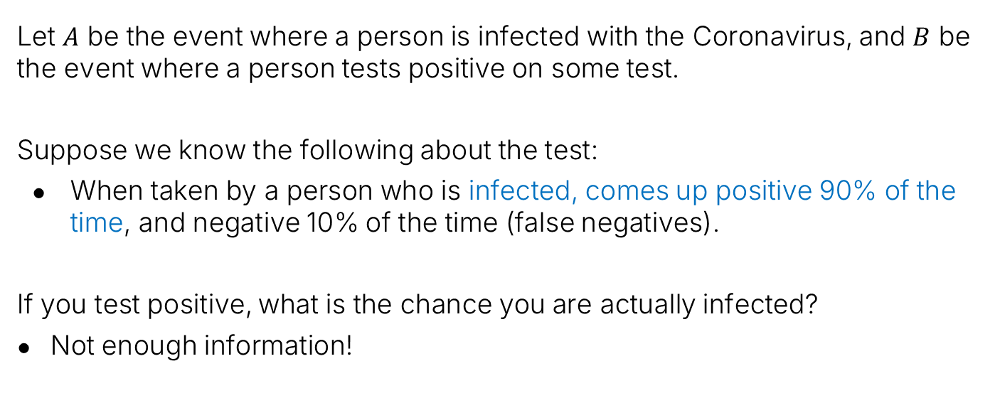 Let A be the event where a person is infected with the Coronavirus, and B be
the event where a person tests positive on some test.
Suppose we know the following about the test:
● When taken by a person who is infected, comes up positive 90% of the
time, and negative 10% of the time (false negatives).
If you test positive, what is the chance you are actually infected?
● Not enough information!